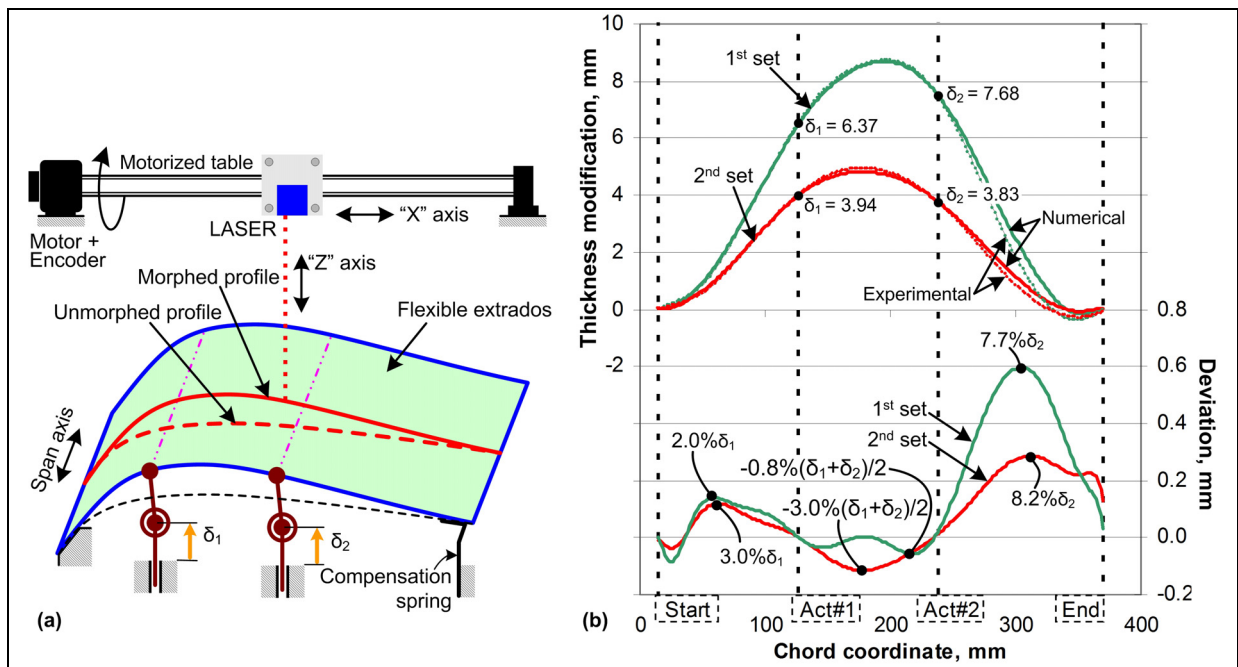 Motorized table
"X" axis
Motor +
Encoder
LASER
"Z" axis
Morphed profile
Unmorphed profile
Flexible extrados
Span axis
δ1
δ2
Compensation
spring
(a)
(b)
Thickness modification, mm
10
8
6
4
2
0
-2
1st set
δ2 = 7.68
δ1 = 6.37
2nd set
δ2 = 3.83
δ1 = 3.94
Numerical
Experimental
0.8
0.6
0.4
0.2
0.0
-0.2
Deviation, mm
7.7%δ2
1st set
2nd set
2.0%δ1
-0.8%(δ1+δ2)/2
-3.0%(δ1+δ2)/2
8.2%δ2
3.0%δ1
Start
Act#1
Act#2
End
0
100
200
300
400
Chord coordinate, mm